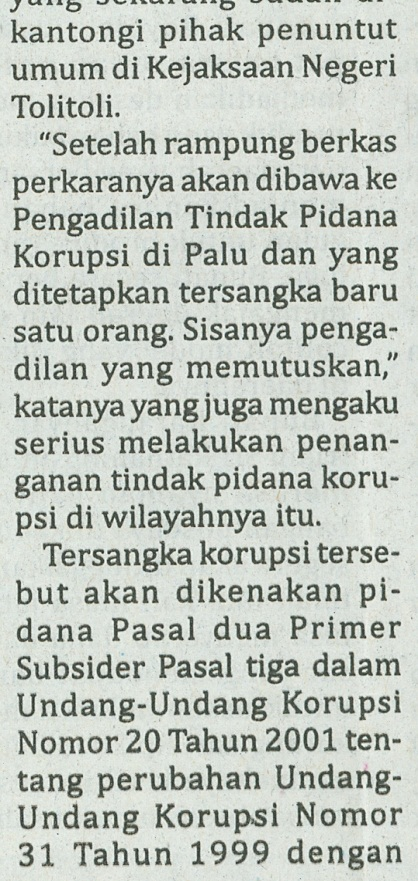 yang sekarang sudah di-
kantongi pihak penuntut
umum di Kejaksaan Negeri
Tolitoli.
“Setelah rampung berkas
perkaranya akan dibawa ke
Pengadilan Tindak Pidana
Korupsi di Palu dan yang
ditetapkan tersangka baru
satu orang. Sisanya penga-
dilan yang memutuskan,”
katanya yang juga mengaku
serius melakukan penan-
ganan tindak pidana koru-
psi di wilayahnya itu.
Tersangka korupsi terse-
but akan dikenakan pi-
dana Pasal dua Primer
Subsider Pasal tiga dalam
Undang-Undang Korupsi
Nomor 20 Tahun 2001 ten-
tang perubahan Undang-
Undang Korupsi Nomor
31 Tahun 1999 dengan